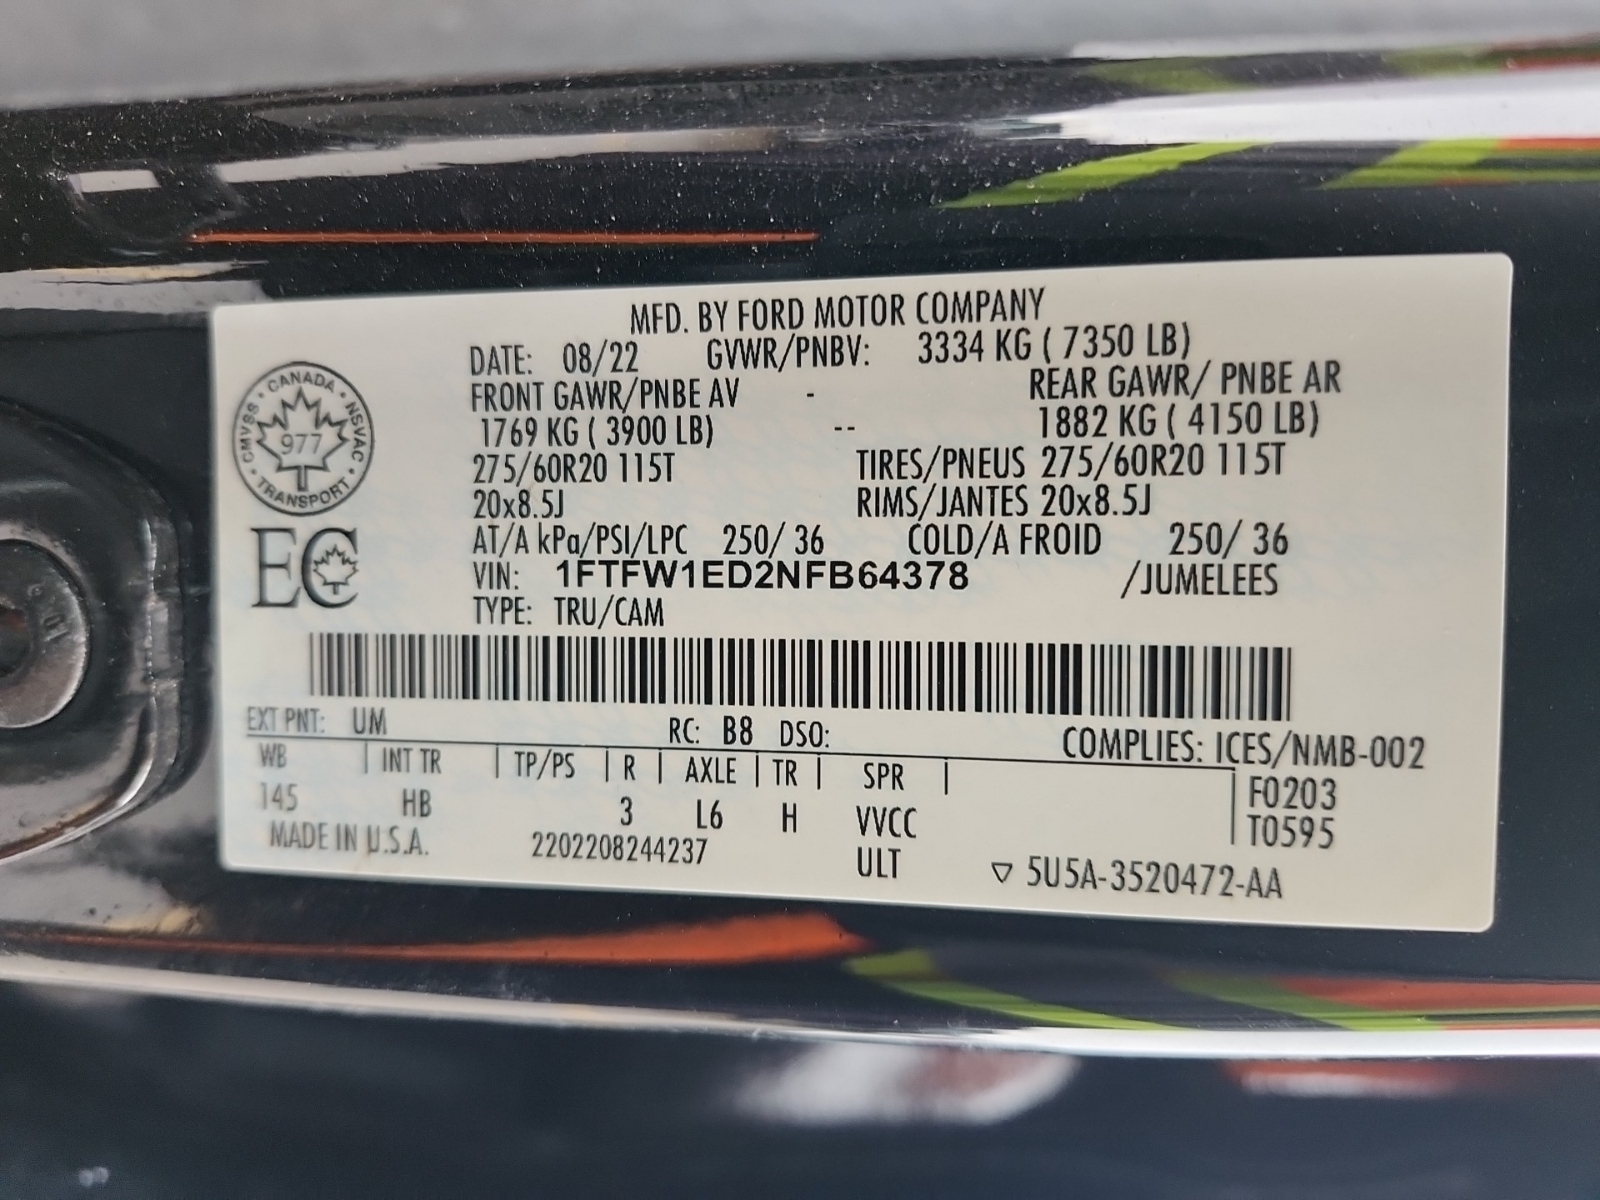 MFD. BY FORD MOTOR COMPANY
DATE: 08/22 GVWR/PNBV: 3334 KG ( 7350 LB)
FRONT GAWR/PNBE AV - REAR GAWR/ PNBE AR
1769 KG ( 3900 LB) -- 1882 KG ( 4150 LB)
275/60R20 115T TIRES/PNEUS 275/60R20 115T
20x8.5J RIMS/JANTES 20x8.5J
AT/A kPa/PSI/LPC 250/ 36 COLD/A FROID 250/ 36
VIN: 1FTFW1ED2NFB64378 /JUMELEES
TYPE: TRU/CAM
CANADA
CMVSS • NSVAC
977
TRANSPORT
EC
EXT PNT: UM RC: B8 DSO: COMPLIES: ICES/NMB-002
WB | INT TR | TP/PS | R | AXLE | TR | SPR | F0203
145 HB 3 L6 H VVCC T0595
MADE IN U.S.A. 2202208244237 ULT ▽ 5U5A-3520472-AA
10